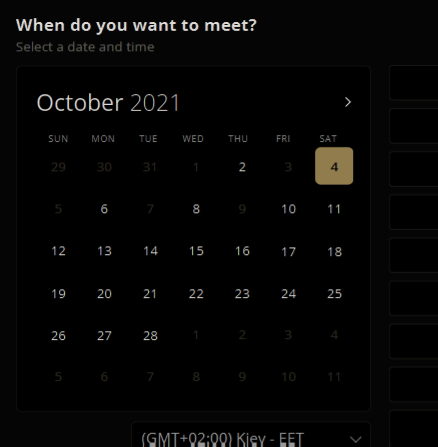 When do you want to meet?
Select a date and time
October 2021
SUN MON TUE WED THU FRI SAT
29 30 31 1 2 3 4
5 6 7 8 9 10 11
12 13 14 15 16 17 18
19 20 21 22 23 24 25
26 27 28 1 2 3 4
5 6 7 8 9 10 11
(GMT+02:00) Kiev - EET